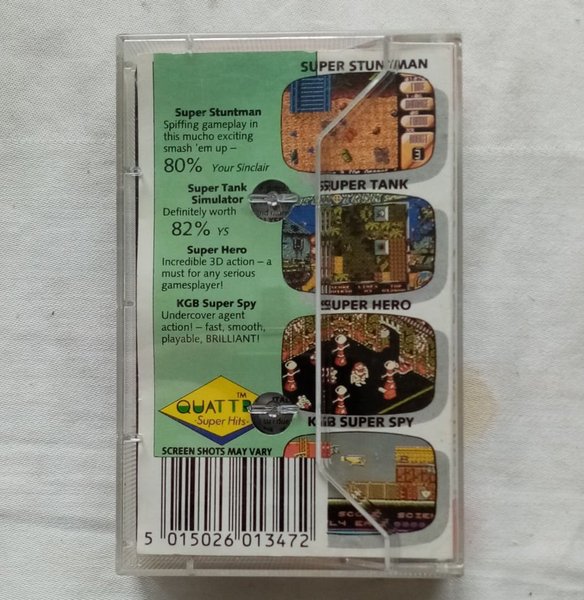 SUPER STUNTMAN
Super Stuntman
Spiffing gameplay in
this mucho exciting
smash 'em up –
80% Your Sinclair
SUPER TANK
Super Tank
Simulator
Definitely worth
82% YS
Super Hero
Incredible 3D action – a
must for any serious
gamesplayer!
SUPER HERO
KGB Super Spy
Undercover agent
action! – fast, smooth,
playable, BRILLIANT!
KGB SUPER SPY
QUATTR
TM
Super Hits
SCREEN SHOTS MAY VARY
5 015026 013472